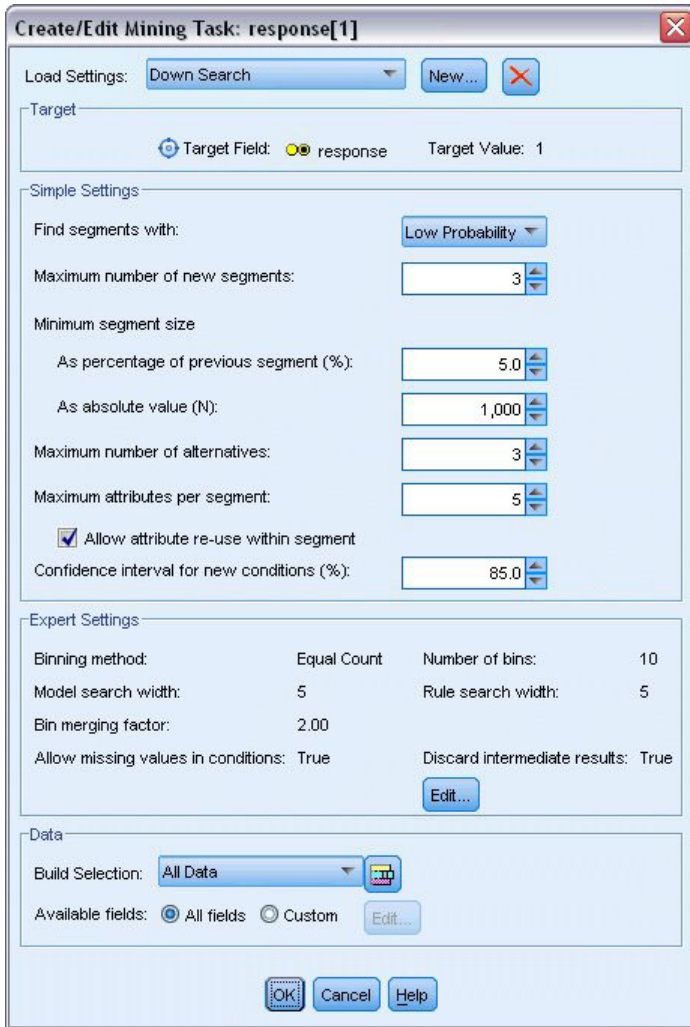 Create/Edit Mining Task: response[1]
Load Settings: Down Search New...
Target
Target Field: response Target Value: 1
Simple Settings
Find segments with: Low Probability
Maximum number of new segments: 3
Minimum segment size
As percentage of previous segment (%): 5.0
As absolute value (N): 1,000
Maximum number of alternatives: 3
Maximum attributes per segment: 5
Allow attribute re-use within segment
Confidence interval for new conditions (%): 85.0
Expert Settings
Binning method: Equal Count Number of bins: 10
Model search width: 5 Rule search width: 5
Bin merging factor: 2.00
Allow missing values in conditions: True Discard intermediate results: True
Edit...
Data
Build Selection: All Data
Available fields: All fields Custom Edit...
OK Cancel Help